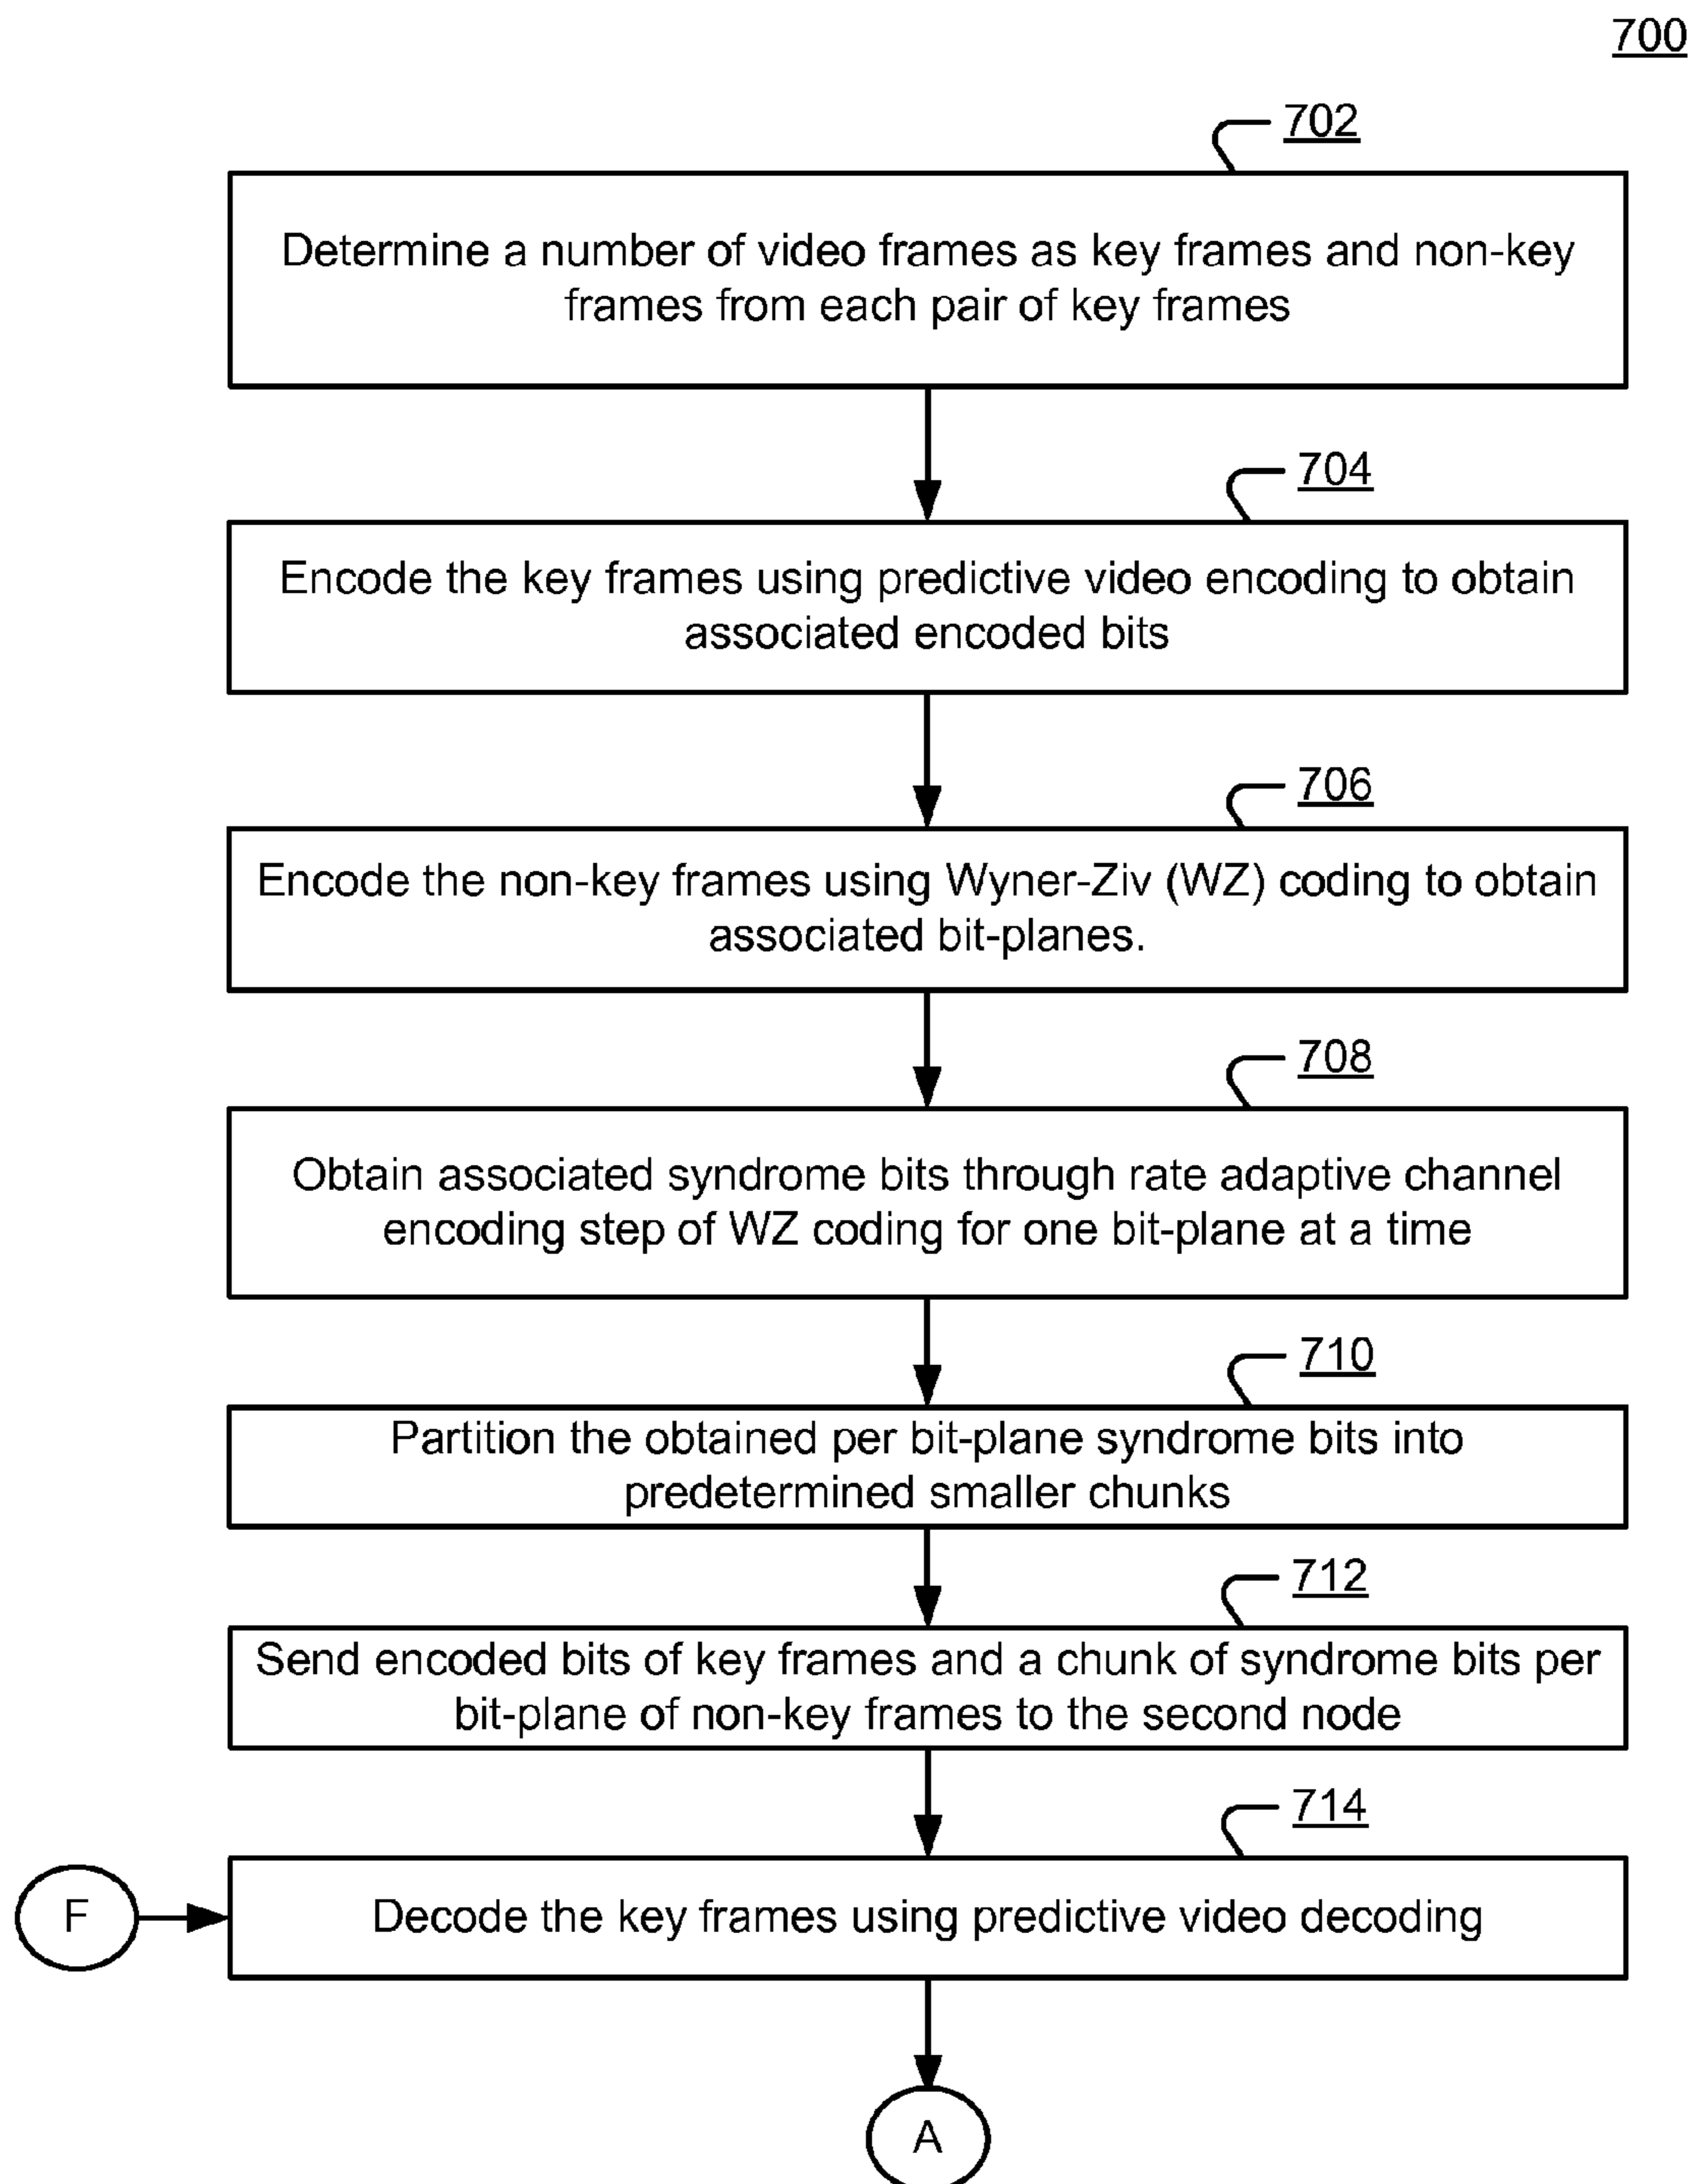 700
702
Determine a number of video frames as key frames and non-key
frames from each pair of key frames
704
Encode the key frames using predictive video encoding to obtain
associated encoded bits
706
Encode the non-key frames using Wyner-Ziv (WZ) coding to obtain
associated bit-planes.
708
Obtain associated syndrome bits through rate adaptive channel
encoding step of WZ coding for one bit-plane at a time
710
Partition the obtained per bit-plane syndrome bits into
predetermined smaller chunks
712
Send encoded bits of key frames and a chunk of syndrome bits per
bit-plane of non-key frames to the second node
714
F
Decode the key frames using predictive video decoding
A